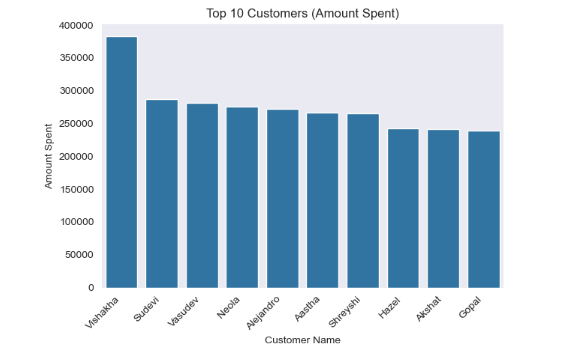 Top 10 Customers (Amount Spent)
400000
350000
300000
250000
200000
150000
100000
50000
0
Amount Spent
Vishakha
Sudevi
Vasudev
Neola
Alejandro
Aastha
Shreyshi
Hazel
Akshat
Gopal
Customer Name